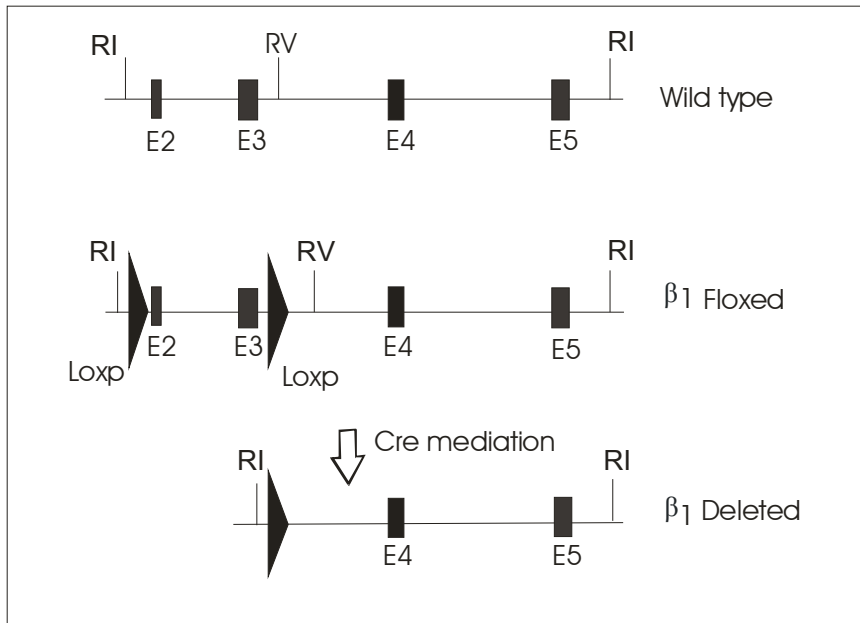 RI RV RI
Wild type
E2 E3 E4 E5
RI RV RI
β1 Floxed
E2 E3 E4 E5
Loxp Loxp
Cre mediation
RI RI
β1 Deleted
E4 E5